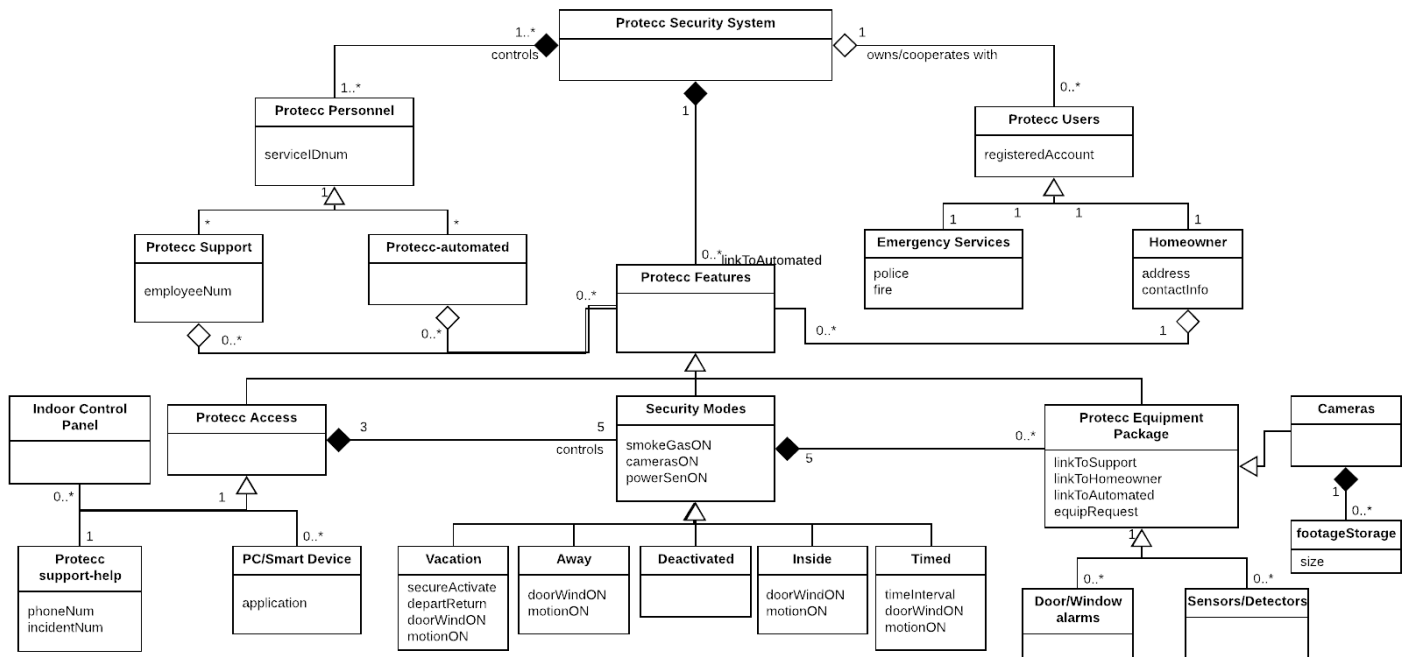 Protecc Security System
1..*
controls
1
owns/cooperates with
1
1..*
0..*
Protecc Personnel
serviceIDnum
Protecc Users
registeredAccount
1
*
*
1
1
1
1
Protecc Support
employeeNum
Protecc-automated
Emergency Services
police
fire
Homeowner
address
contactInfo
0..*
linkToAutomated
Protecc Features
0..*
0..*
0..*
0..*
1
Indoor Control
Panel
Protecc Access
Security Modes
smokeGasON
camerasON
powerSenON
Protecc Equipment
Package
linkToSupport
linkToHomeowner
linkToAutomated
equipRequest
Cameras
3
5
controls
5
0..*
0..*
1
1
0..*
1
0..*
1
footageStorage
size
Protecc
support-help
phoneNum
incidentNum
PC/Smart Device
application
Vacation
secureActivate
departReturn
doorWindON
motionON
Away
doorWindON
motionON
Deactivated
Inside
doorWindON
motionON
Timed
timeInterval
doorWindON
motionON
0..*
0..*
Door/Window
alarms
Sensors/Detectors